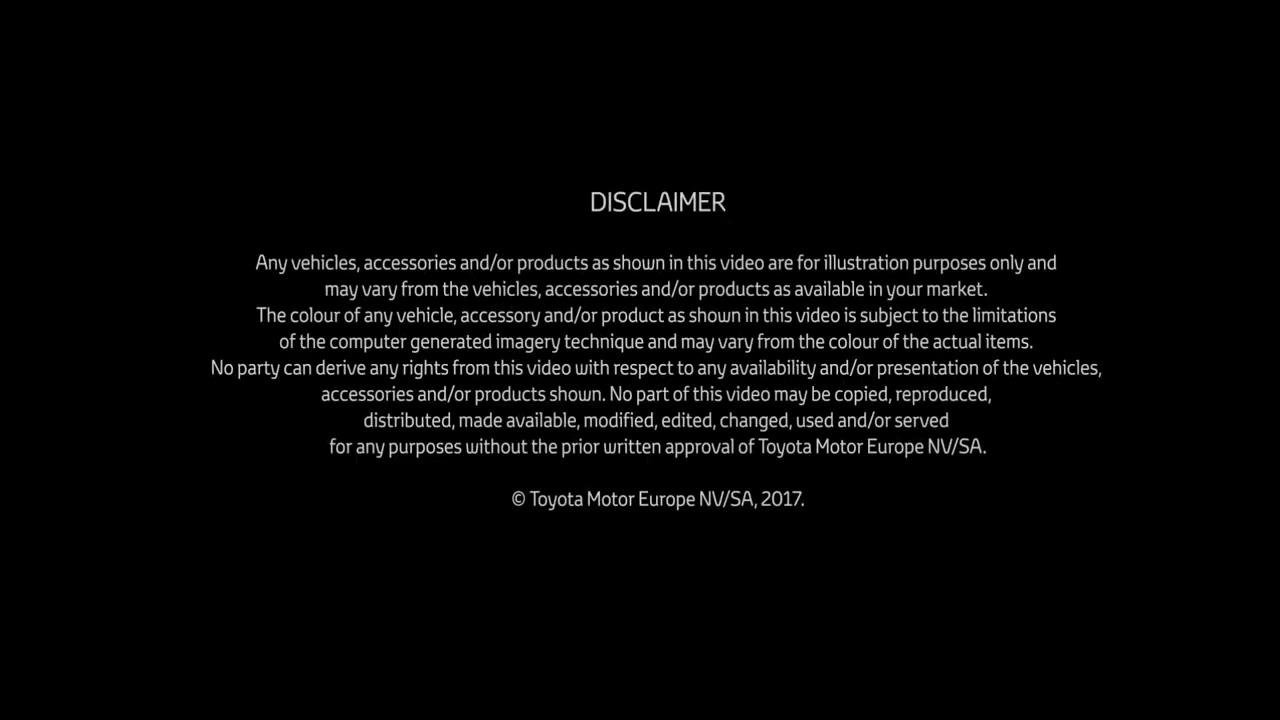 DISCLAIMER
Any vehicles, accessories and/or products as shown in this video are for illustration purposes only and
may vary from the vehicles, accessories and/or products as available in your market.
The colour of any vehicle, accessory and/or product as shown in this video is subject to the limitations
of the computer generated imagery technique and may vary from the colour of the actual items.
No party can derive any rights from this video with respect to any availability and/or presentation of the vehicles,
accessories and/or products shown. No part of this video may be copied, reproduced,
distributed, made available, modified, edited, changed, used and/or served
for any purposes without the prior written approval of Toyota Motor Europe NV/SA.
© Toyota Motor Europe NV/SA, 2017.